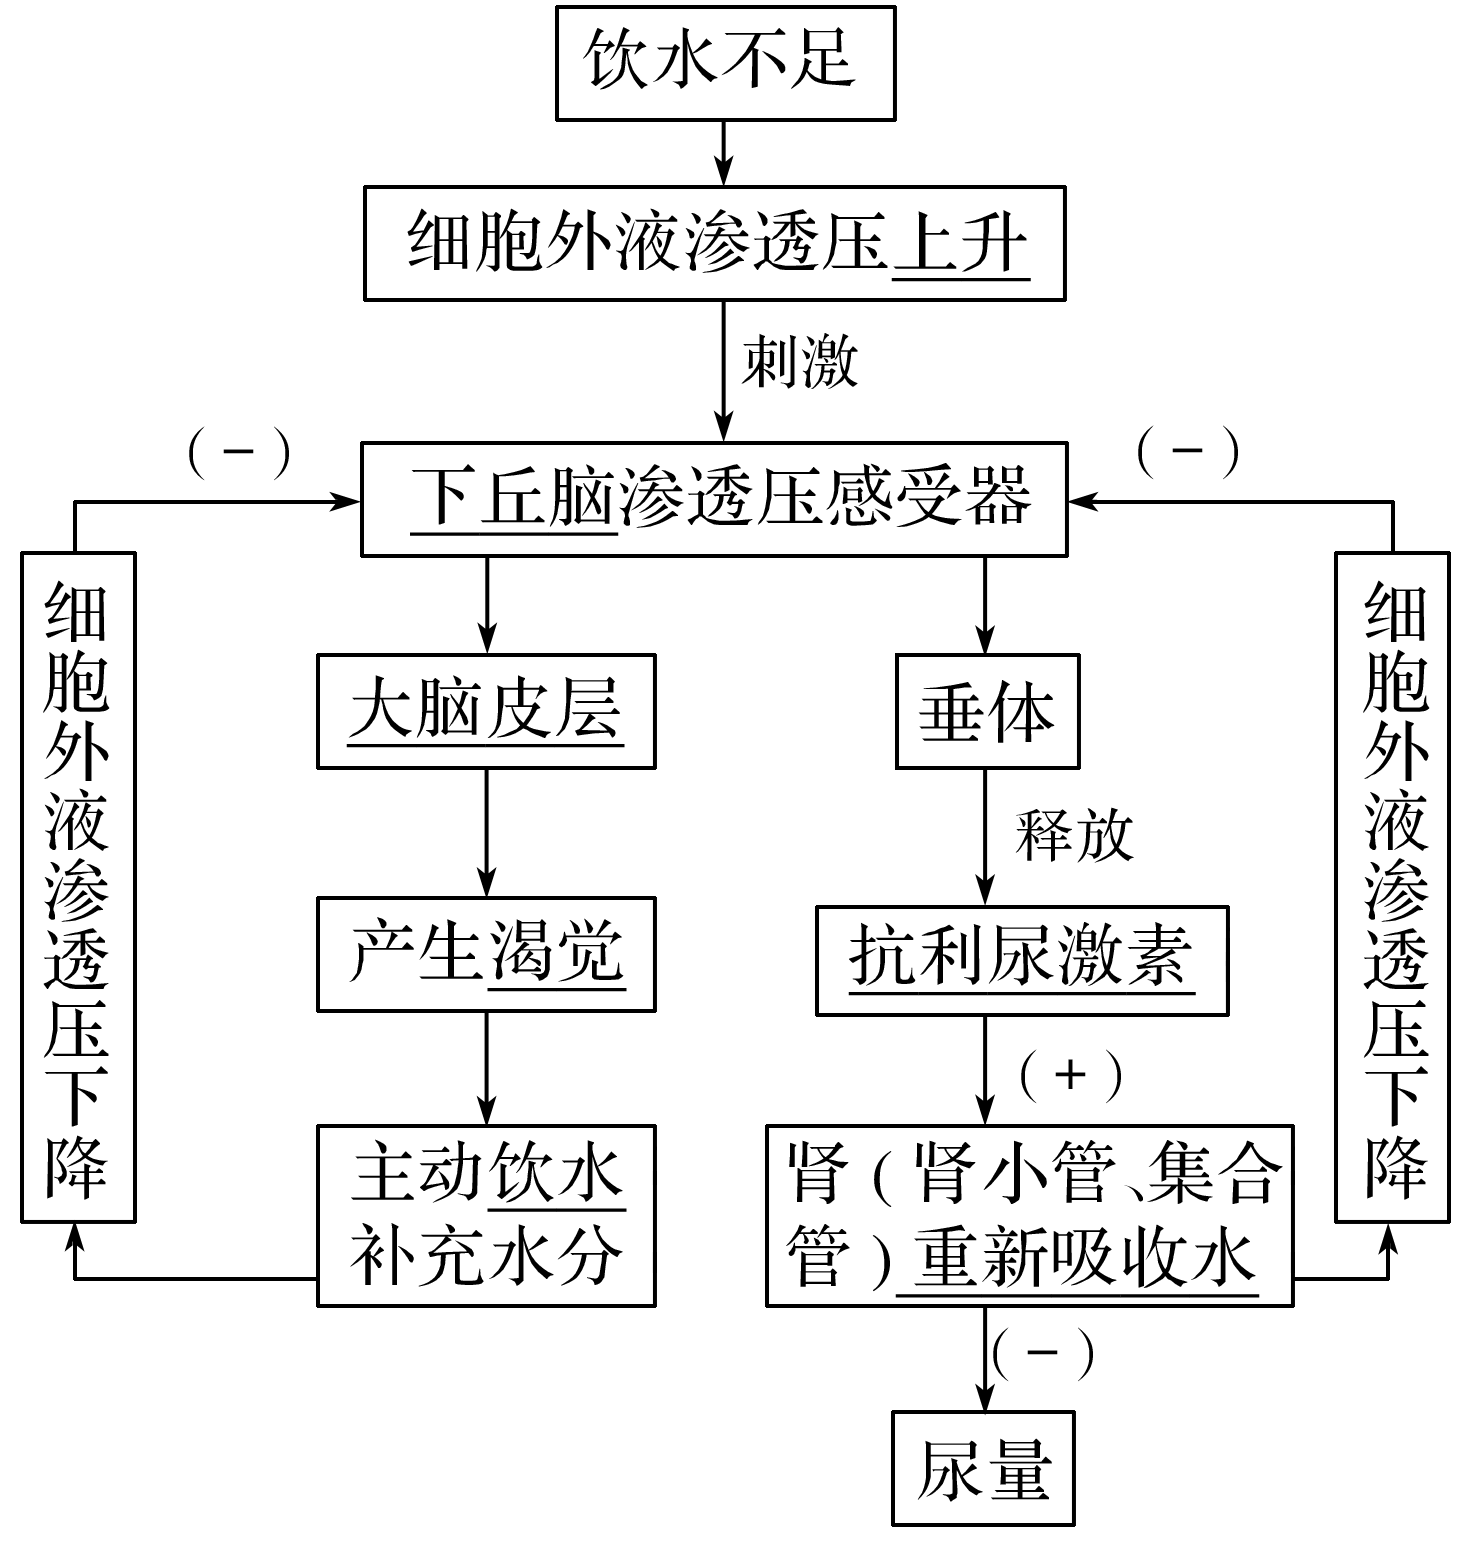 饮水不足
细胞外液渗透压上升
刺激
(-)
(-)
下丘脑渗透压感受器
细胞外液渗透压下降
大脑皮层
垂体
细胞外液渗透压下降
释放
产生渴觉
抗利尿激素
(+)
主动饮水
补充水分
肾(肾小管、集合
管)重新吸收水
(-)
尿量